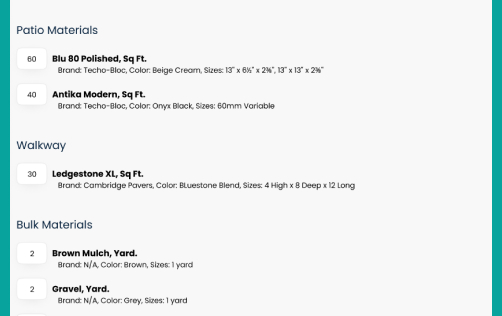 Patio Materials
60
Blu 80 Polished, Sq Ft.
Brand: Techo-Bloc, Color: Beige Cream, Sizes: 13" x 6½" x 2⅜", 13" x 13" x 2⅜"
40
Antika Modern, Sq Ft.
Brand: Techo-Bloc, Color: Onyx Black, Sizes: 60mm Variable
Walkway
30
Ledgestone XL, Sq Ft.
Brand: Cambridge Pavers, Color: BLuestone Blend, Sizes: 4 High x 8 Deep x 12 Long
Bulk Materials
2
Brown Mulch, Yard.
Brand: N/A, Color: Brown, Sizes: 1 yard
2
Gravel, Yard.
Brand: N/A, Color: Grey, Sizes: 1 yard